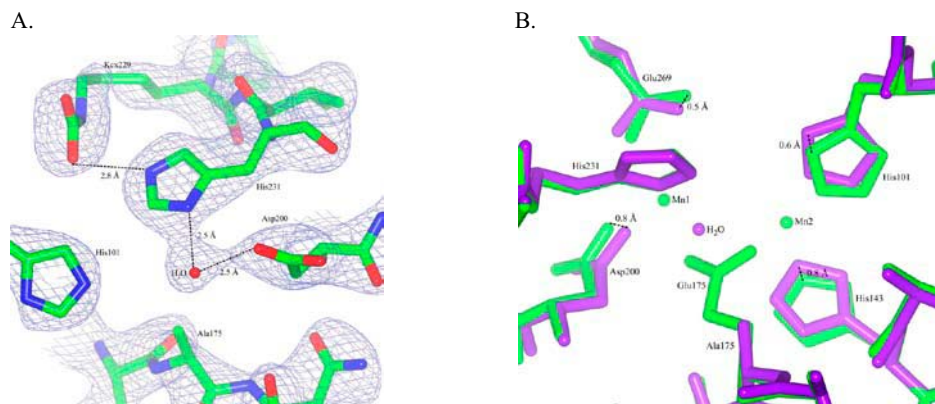 A.
Kcx229
2.8 Å
His231
Asp200
2.5 Å
His101
H₂O
2.5 Å
Ala175
B.
Glu269
0.5 Å
His231
0.6 Å
His101
Mn1
0.8 Å
H₂O
Mn2
Asp200
Glu175
0.8 Å
His143
Ala175